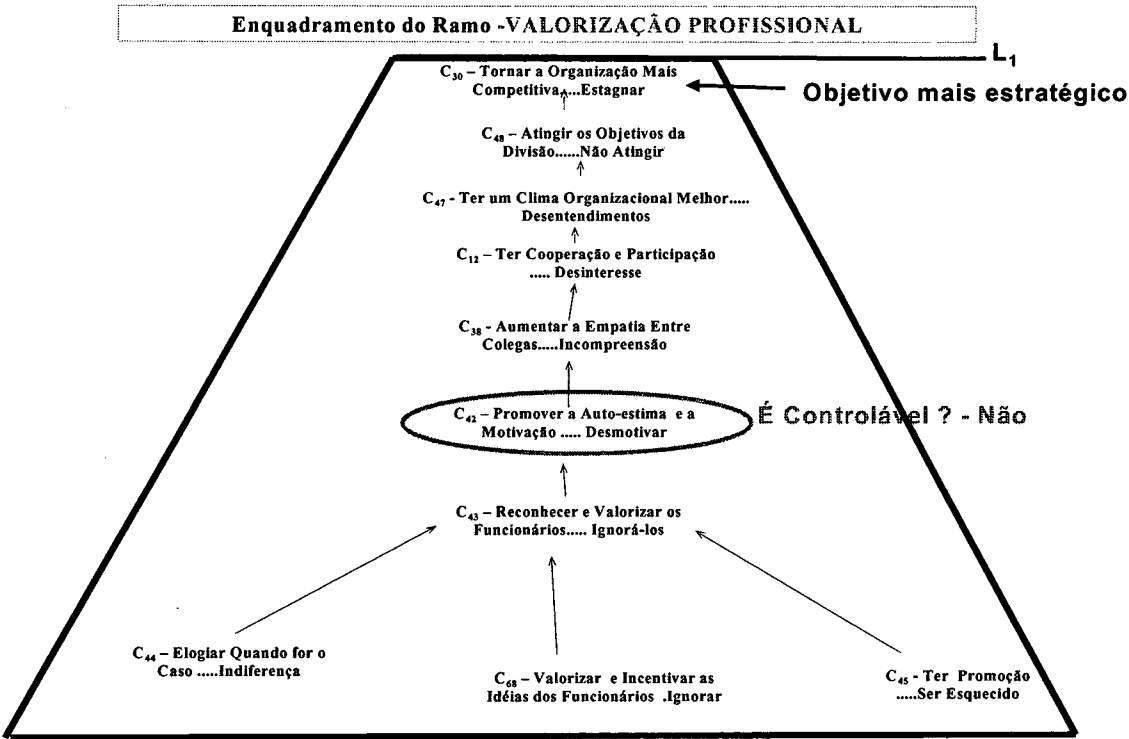 Enquadramento do Ramo -VALORIZAÇÃO PROFISSIONAL
L₁
C₃₀ – Tornar a Organização Mais
Competitiva....Estagnar
Objetivo mais estratégico
C₄₈ – Atingir os Objetivos da
Divisão......Não Atingir
C₄₇ - Ter um Clima Organizacional Melhor.....
Desentendimentos
C₁₂ – Ter Cooperação e Participação
..... Desinteresse
C₃₈ - Aumentar a Empatia Entre
Colegas.....Incompreensão
C₄₂ – Promover a Auto-estima e a
Motivação ..... Desmotivar
É Controlável ? - Não
C₄₃ – Reconhecer e Valorizar os
Funcionários..... Ignorá-los
C₄₄ – Elogiar Quando for o
Caso .....Indiferença
C₆₈ – Valorizar e Incentivar as
Idéias dos Funcionários .Ignorar
C₄₅ - Ter Promoção
.....Ser Esquecido